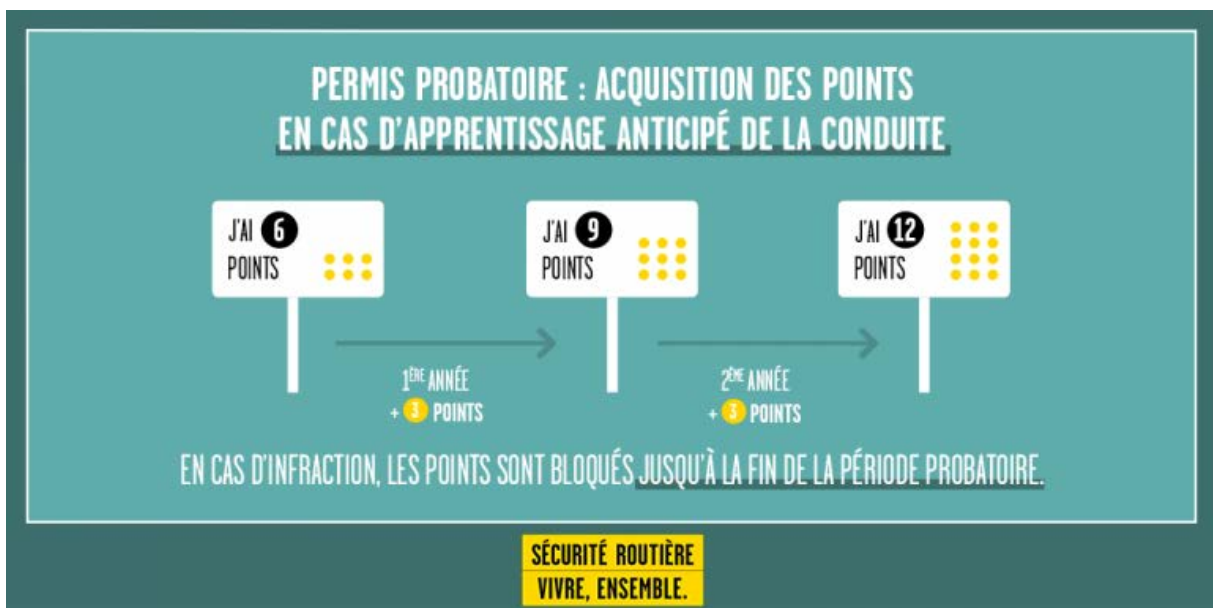 PERMIS PROBATOIRE : ACQUISITION DES POINTS
EN CAS D'APPRENTISSAGE ANTICIPÉ DE LA CONDUITE
J'AI 6
POINTS
J'AI 9
POINTS
J'AI 12
POINTS
1ÈRE ANNÉE
+ 3 POINTS
2ÈME ANNÉE
+ 3 POINTS
EN CAS D'INFRACTION, LES POINTS SONT BLOQUÉS JUSQU'À LA FIN DE LA PÉRIODE PROBATOIRE.
SÉCURITÉ ROUTIÈRE
VIVRE, ENSEMBLE.